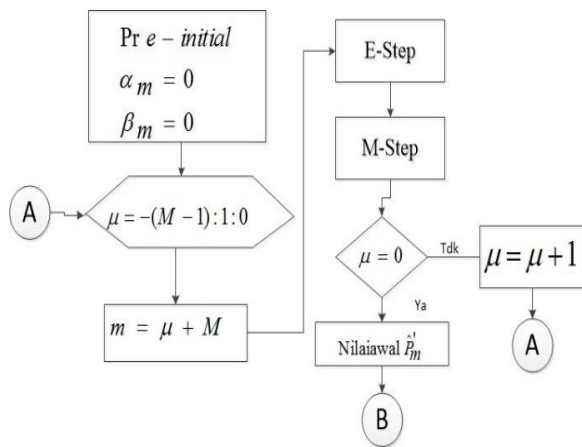 Pr e – initial
α_m = 0
β_m = 0
A
μ = -(M - 1) : 1 : 0
m = μ + M
E-Step
M-Step
μ = 0
Tdk
μ = μ + 1
A
Ya
Nilaiawal P̂'_m
B